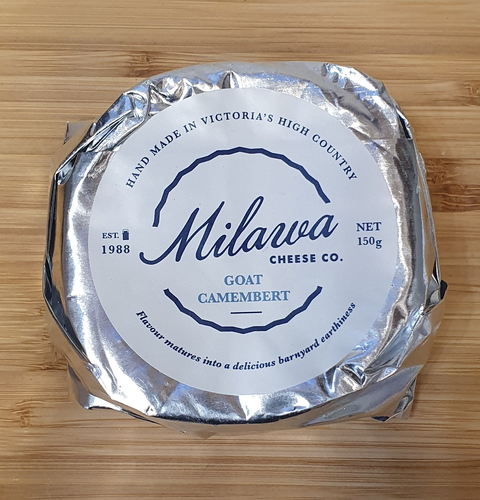 HAND MADE IN VICTORIA'S HIGH COUNTRY
EST.
1988
Milawa
CHEESE CO.
NET
150g
GOAT
CAMEMBERT
Flavour matures into a delicious barnyard earthiness